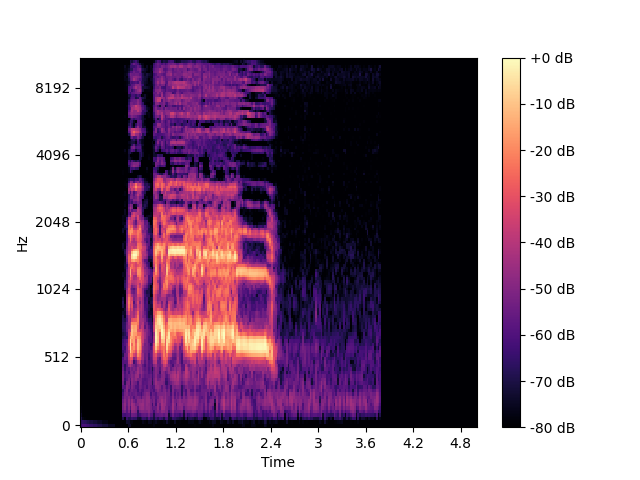 8192
4096
2048
1024
512
0
Hz
0 0.6 1.2 1.8 2.4 3 3.6 4.2 4.8
Time
+0 dB
-10 dB
-20 dB
-30 dB
-40 dB
-50 dB
-60 dB
-70 dB
-80 dB